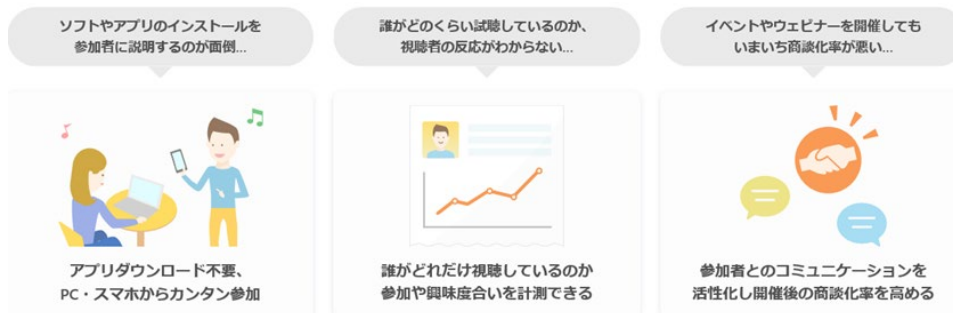 ソフトやアプリのインストールを
参加者に説明するのが面倒...
誰がどのくらい試聴しているのか、
視聴者の反応がわからない...
イベントやウェビナーを開催しても
いまいち商談化率が悪い...
アプリダウンロード不要、
PC・スマホからカンタン参加
誰がどれだけ視聴しているのか
参加や興味度合いを計測できる
参加者とのコミュニケーションを
活性化し開催後の商談化率を高める